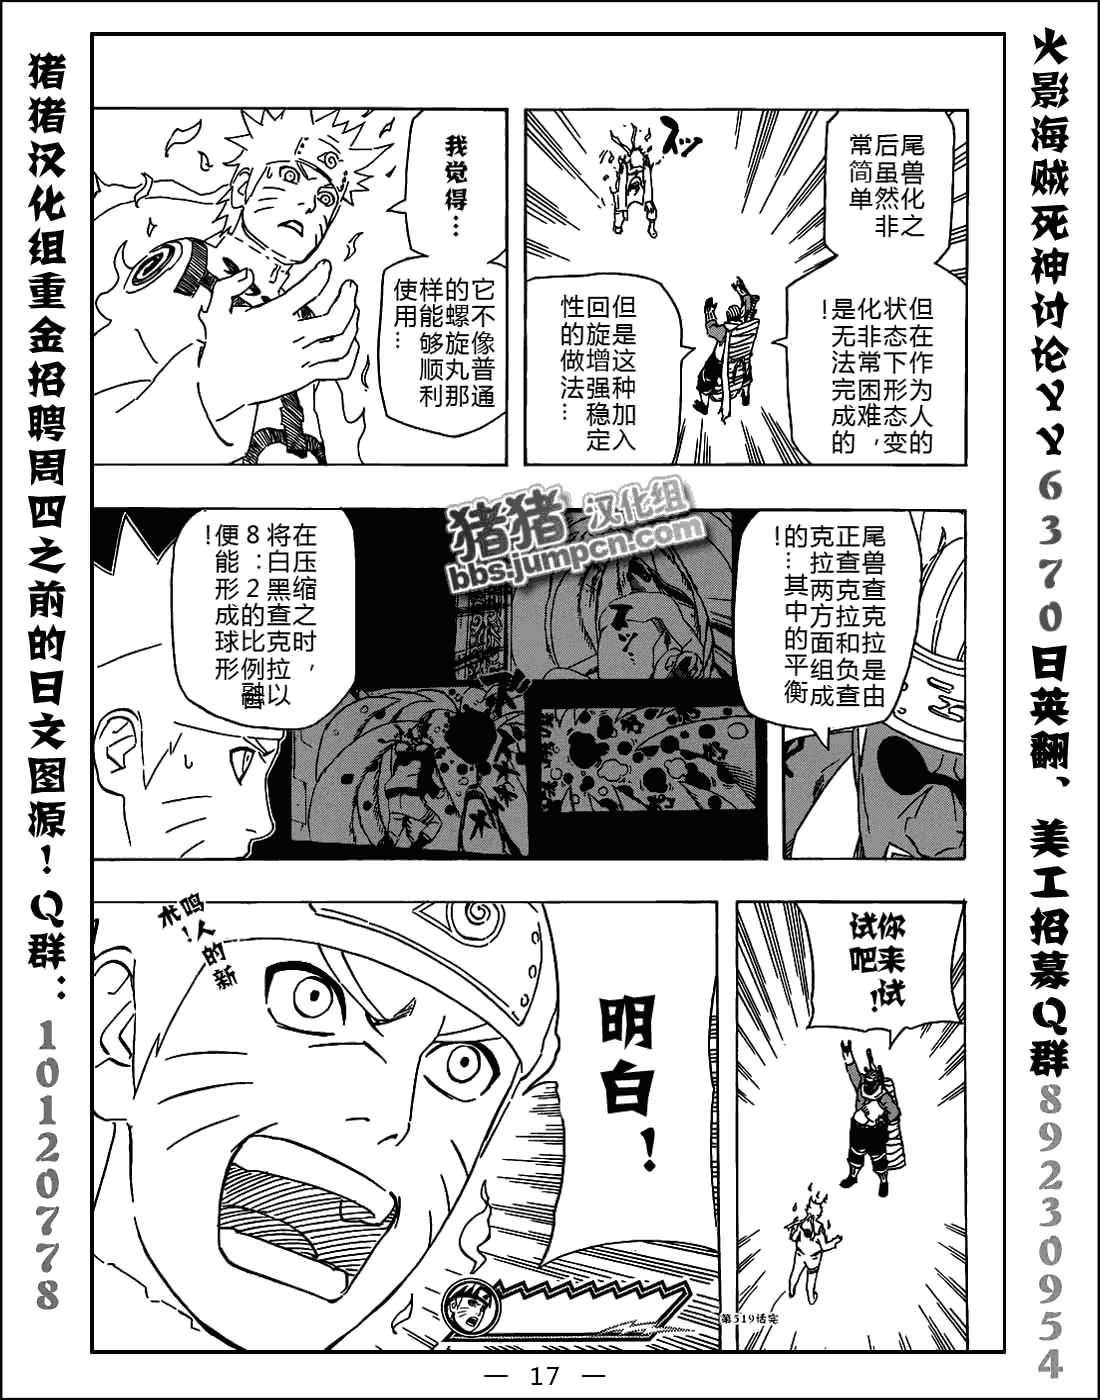 火影海贼死神讨论YY63770日英翻、美工招募Q群892330954
尾兽化之
后虽然非
常简单
但在作为人的
状态下形态变
化非常困难,
是无法完成的
!
但是这种加入
回旋增强稳定
性的做法…
スッ
我觉得…
它不像普通
的螺旋丸那
样能够顺利
使用…
尾兽查克拉是由
正查克拉和负查
克拉两方面组成
的…其中的平衡
!
在压缩之时,
将白黑查克拉以
8:2的比例融合
便能形成球形
!
猪猪汉化组
bbs.jumpcn.com
你来试
试吧!
第519话完
明白!
鸣人的新
术!
猪猪汉化组重金招聘周四之前的日文图源!Q群:101220778
— 17 —